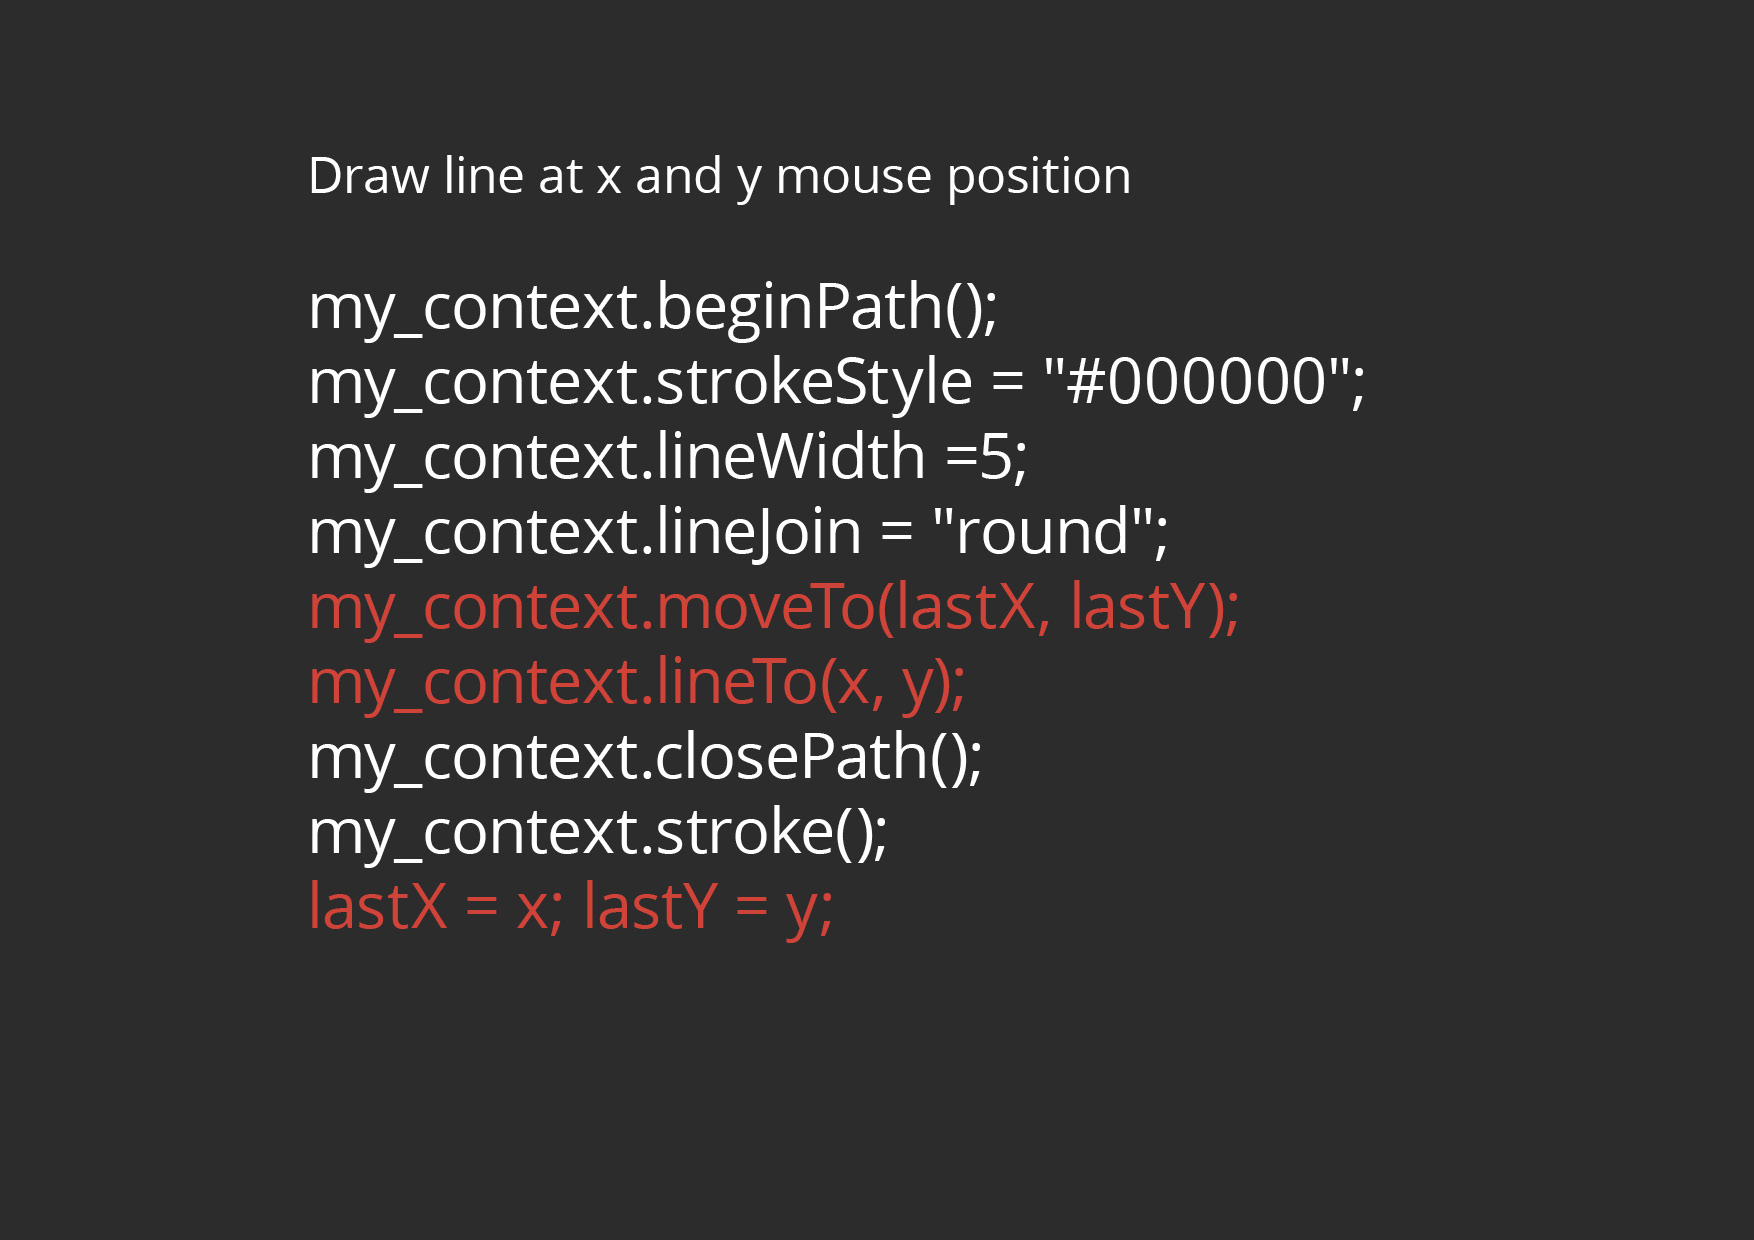 Draw line at x and y mouse position
my_context.beginPath();
my_context.strokeStyle = "#000000";
my_context.lineWidth =5;
my_context.lineJoin = "round";
my_context.moveTo(lastX, lastY);
my_context.lineTo(x, y);
my_context.closePath();
my_context.stroke();
lastX = x; lastY = y;